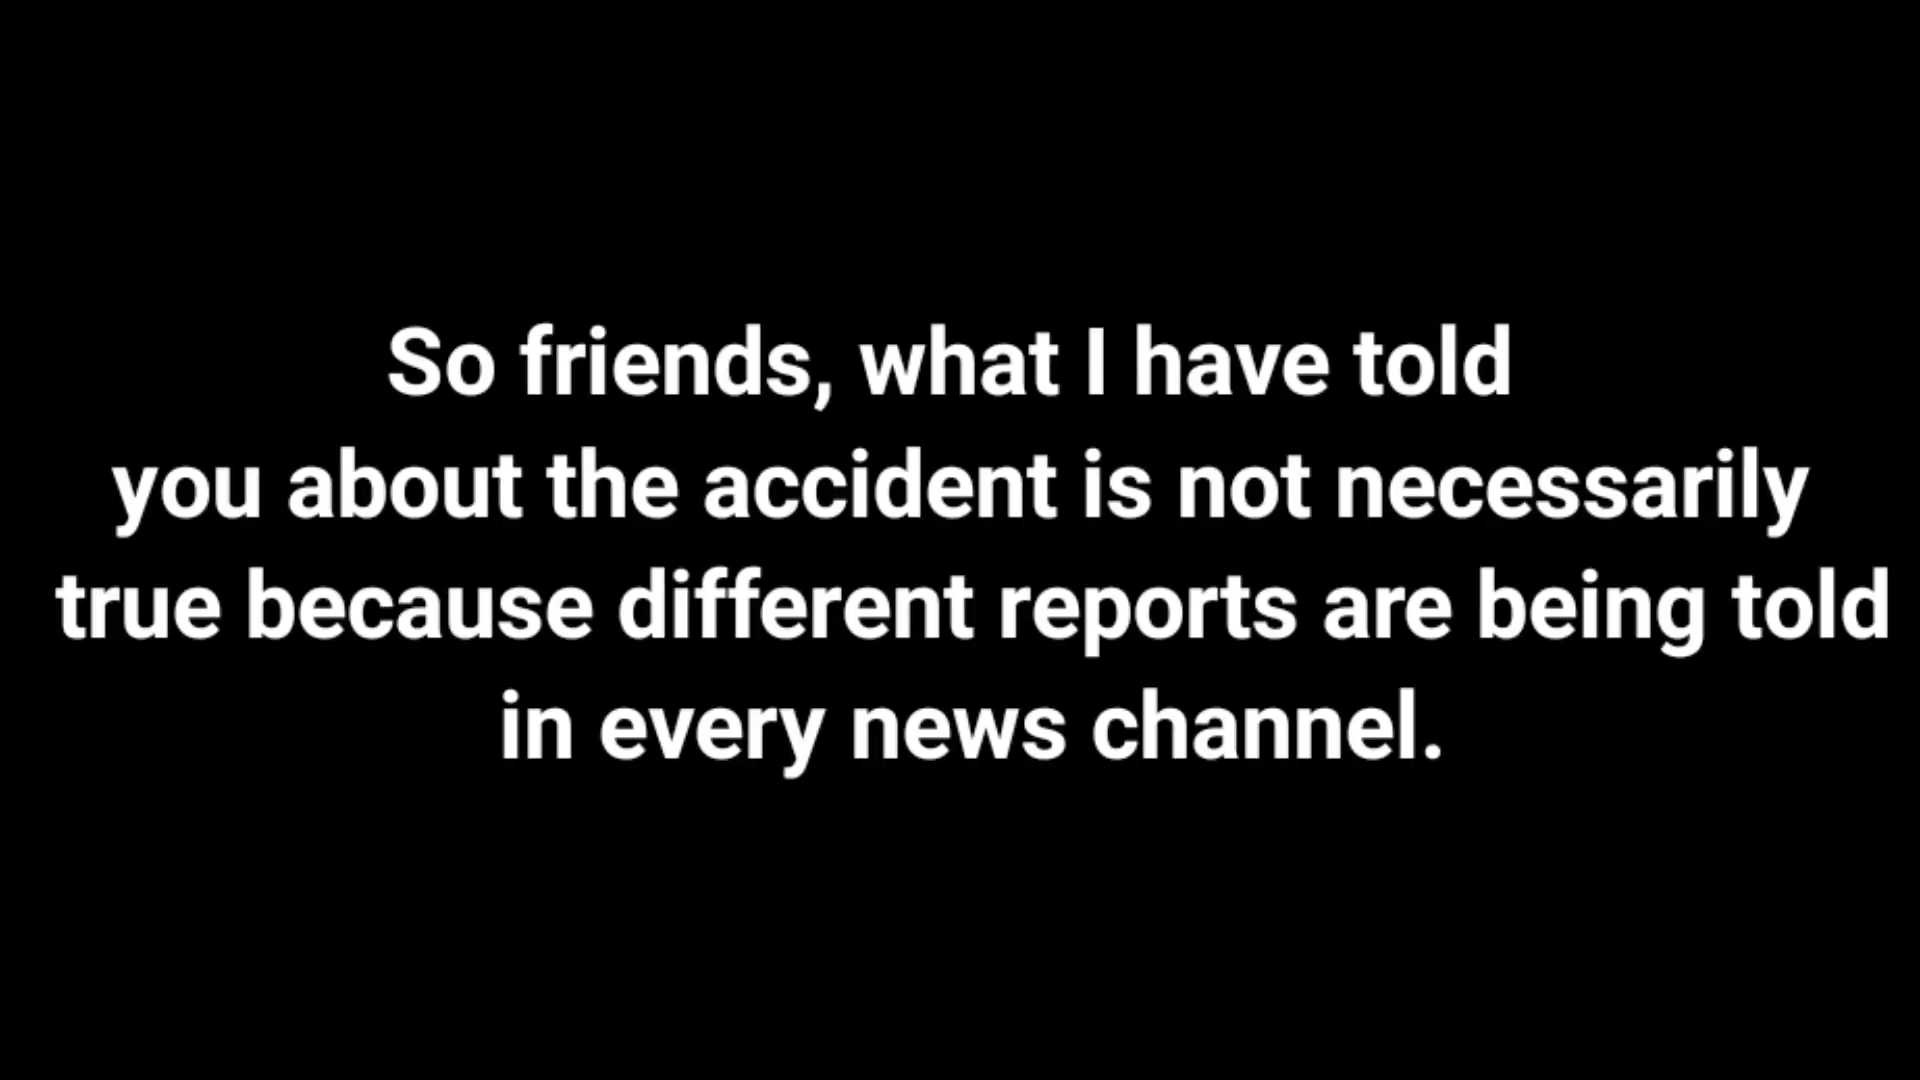 So friends, what I have told
you about the accident is not necessarily
true because different reports are being told
in every news channel.